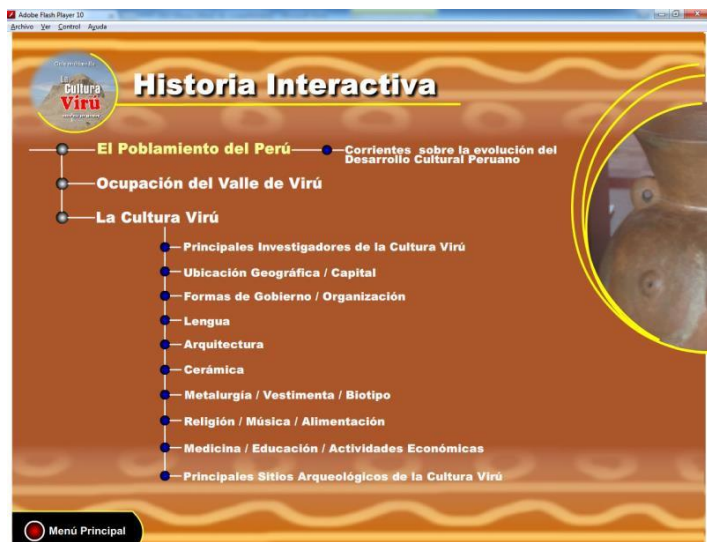 Adobe Flash Player 10
Archivo Ver Control Ayuda
La
Cultura
Virú
Historia Interactiva
El Poblamiento del Perú
Corrientes sobre la evolución del
Desarrollo Cultural Peruano
Ocupación del Valle de Virú
La Cultura Virú
Principales Investigadores de la Cultura Virú
Ubicación Geográfica / Capital
Formas de Gobierno / Organización
Lengua
Arquitectura
Cerámica
Metalurgía / Vestimenta / Biotipo
Religión / Música / Alimentación
Medicina / Educación / Actividades Económicas
Principales Sitios Arqueológicos de la Cultura Virú
Menú Principal